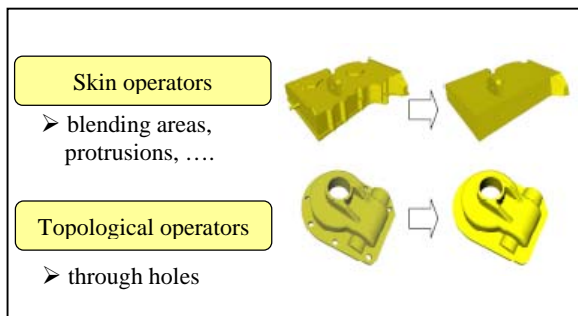 Skin operators
➢ blending areas,
protrusions, ….
Topological operators
➢ through holes